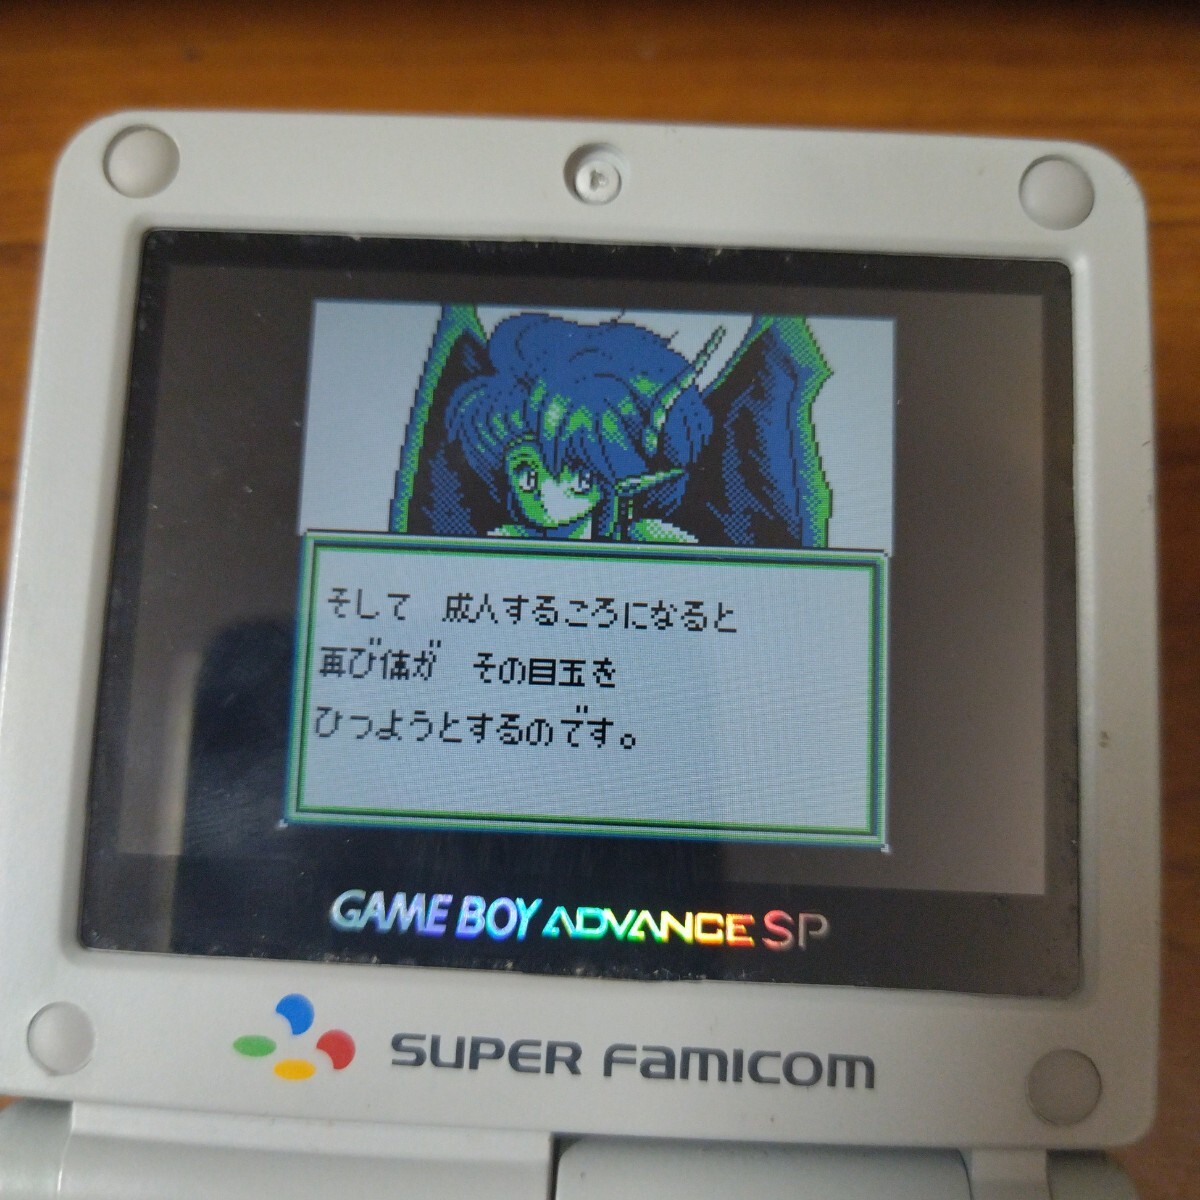 そして 成人するころになると
再び体が その目玉を
ひつようとするのです。
GAME BOY ADVANCE SP
SUPER FAMICOM